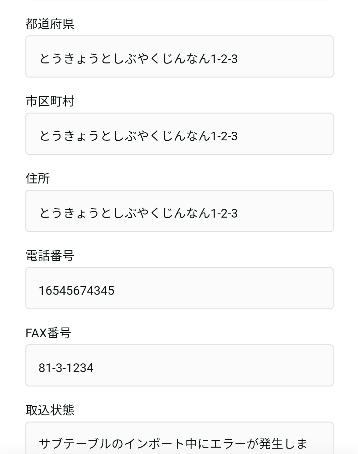 都道府県
とうきょうとしぶやくじんなん1-2-3
市区町村
とうきょうとしぶやくじんなん1-2-3
住所
とうきょうとしぶやくじんなん1-2-3
電話番号
16545674345
FAX番号
81-3-1234
取込状態
サブテーブルのインポート中にエラーが発生しま